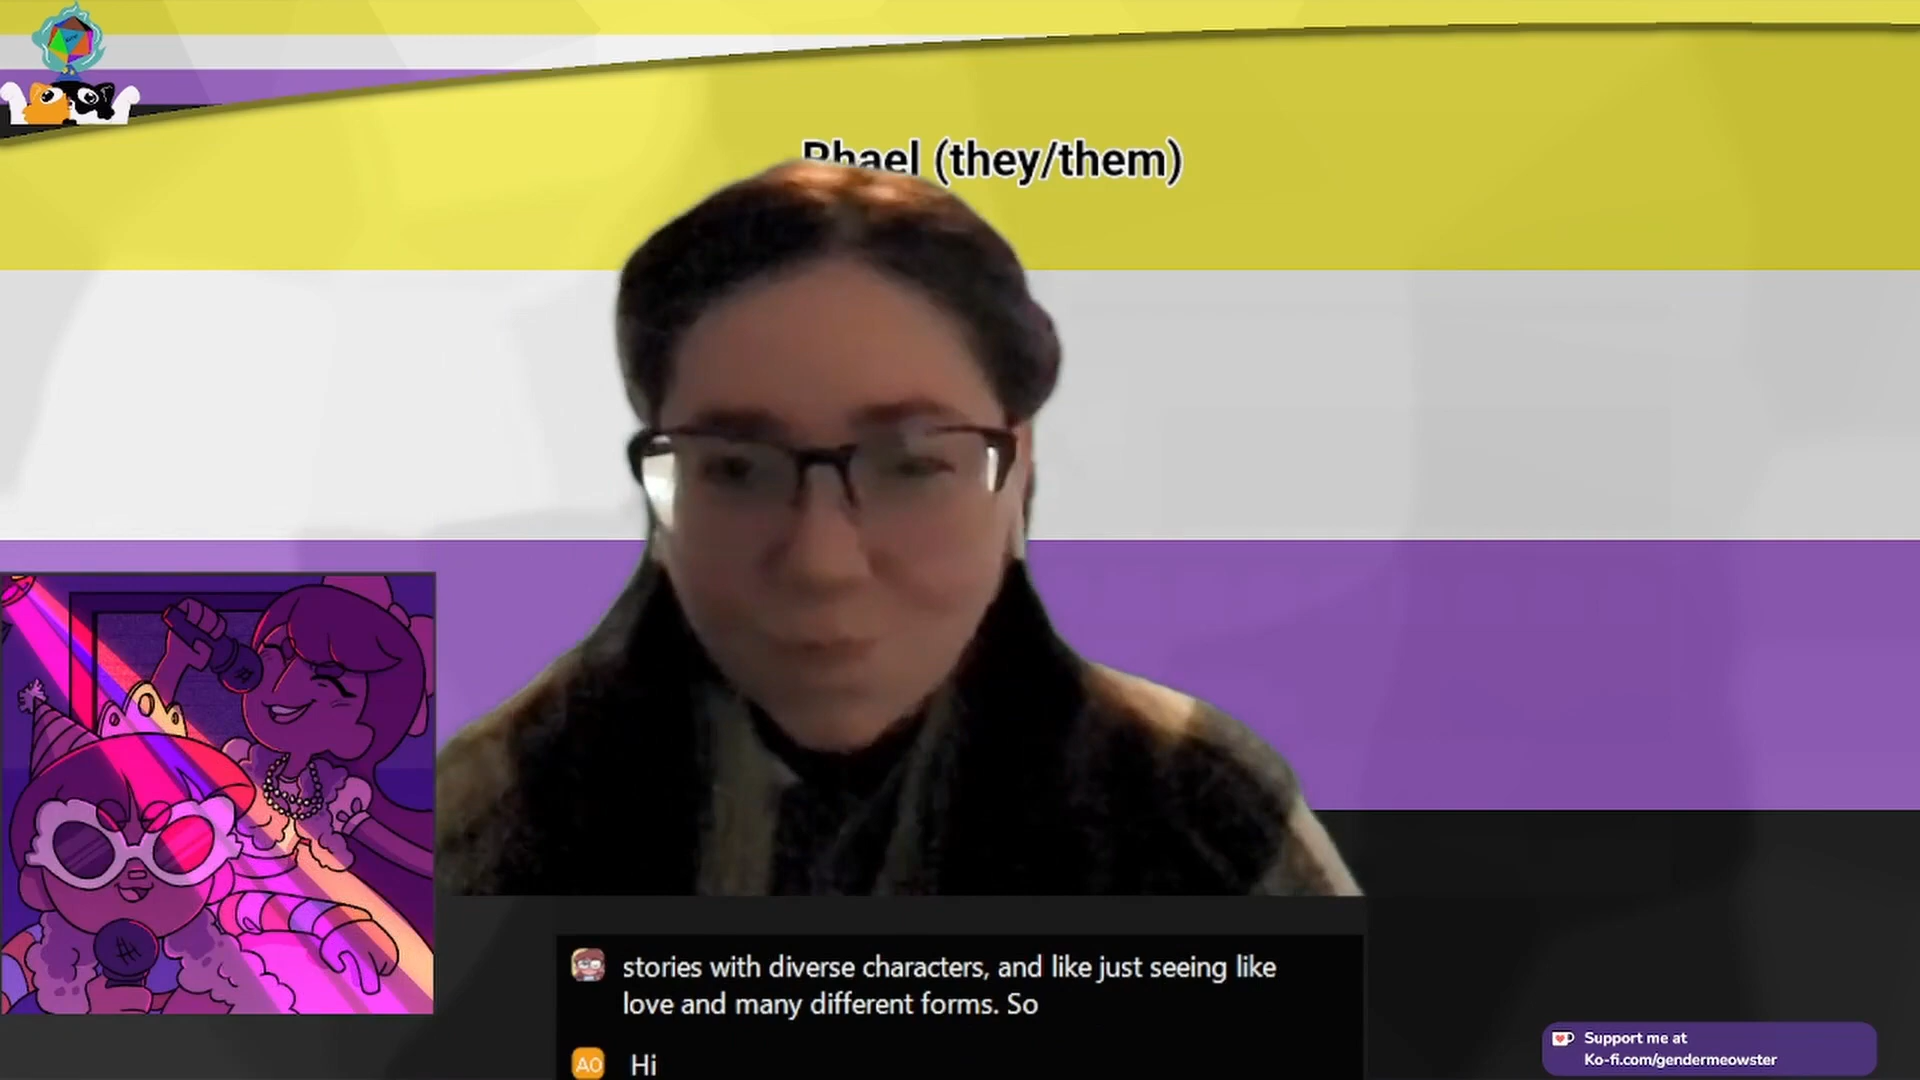 Rhael (they/them)
stories with diverse characters, and like just seeing like
love and many different forms. So
AO Hi
Support me at
Ko-fi.com/gendermeowster